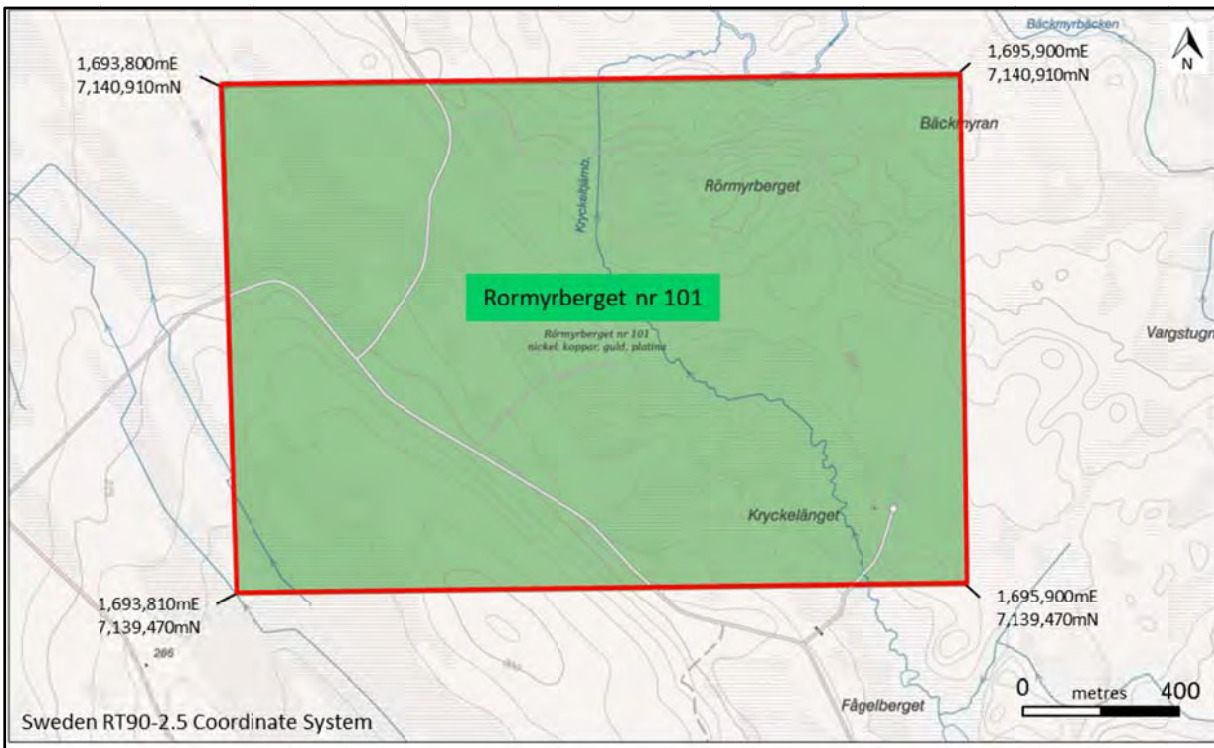 Bäckmyrbäcken
1,693,800mE
7,140,910mN
1,695,900mE
7,140,910mN
N
Bäckmyran
Kryckeltjärnb.
Rörmyrberget
Rormyrberget nr 101
Rörmyrberget nr 101
nickel, koppar, guld, platina
Vargstugm
Kryckelänget
1,693,810mE
7,139,470mN
1,695,900mE
7,139,470mN
266
Fågelberget
0 metres 400
Sweden RT90-2.5 Coordinate System